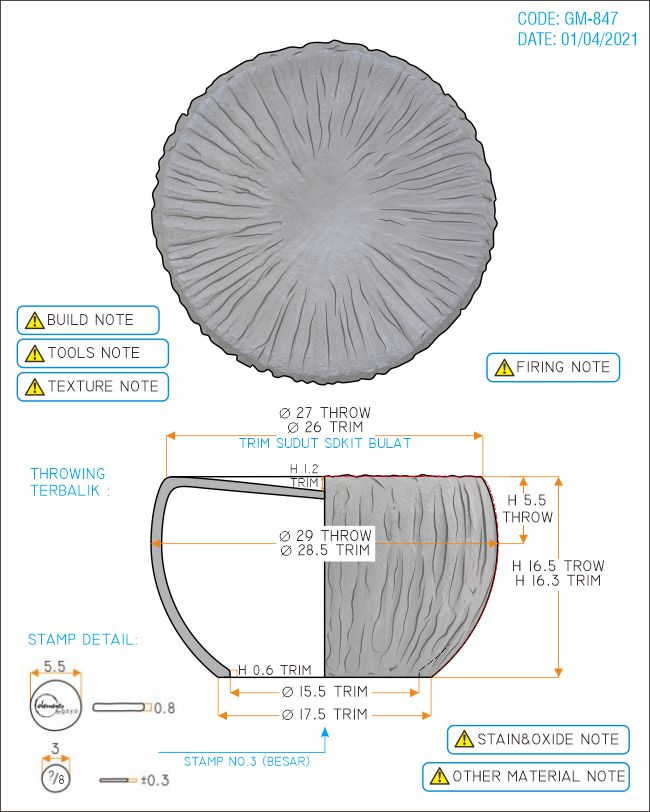 CODE: GM-847
DATE: 01/04/2021
BUILD NOTE
TOOLS NOTE
TEXTURE NOTE
FIRING NOTE
Ø 27 THROW
Ø 26 TRIM
TRIM SUDUT SDKIT BULAT
THROWING
TERBALIK :
H 1.2
TRIM
H 5.5
THROW
Ø 29 THROW
Ø 28.5 TRIM
H 16.5 TROW
H 16.3 TRIM
STAMP DETAIL:
H 0.6 TRIM
5.5
elements
by gaya
0.8
Ø 15.5 TRIM
Ø 17.5 TRIM
3
?/8
±0.3
STAMP NO.3 (BESAR)
STAIN&OXIDE NOTE
OTHER MATERIAL NOTE